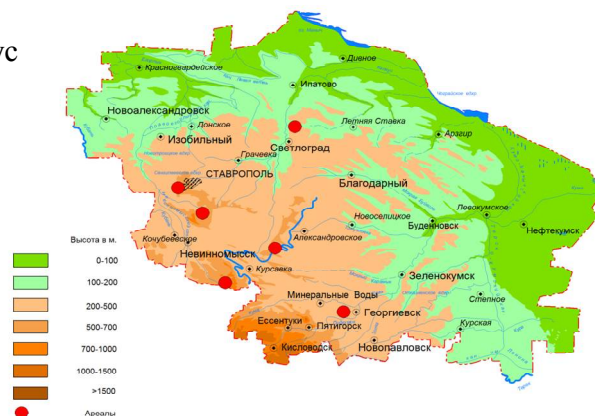 ус
Дивное
Красногвардейское
Ипатово
Новоалександровск
Донское
Летняя Ставка
Изобильный
Арзгир
Светлоград
Грачевка
СТАВРОПОЛЬ
Благодарный
Левокумское
Новоселицкое
Буденновск
Нефтекумск
Кочубеевское
Александровское
Невинномысск
Курсавка
Зеленокумск
Минеральные Воды
Степное
Георгиевск
Ессентуки
Пятигорск
Курская
Кисловодск
Новопавловск
Высота в м.
0-100
100-200
200-500
500-700
700-1000
1000-1500
>1500
Ареалы